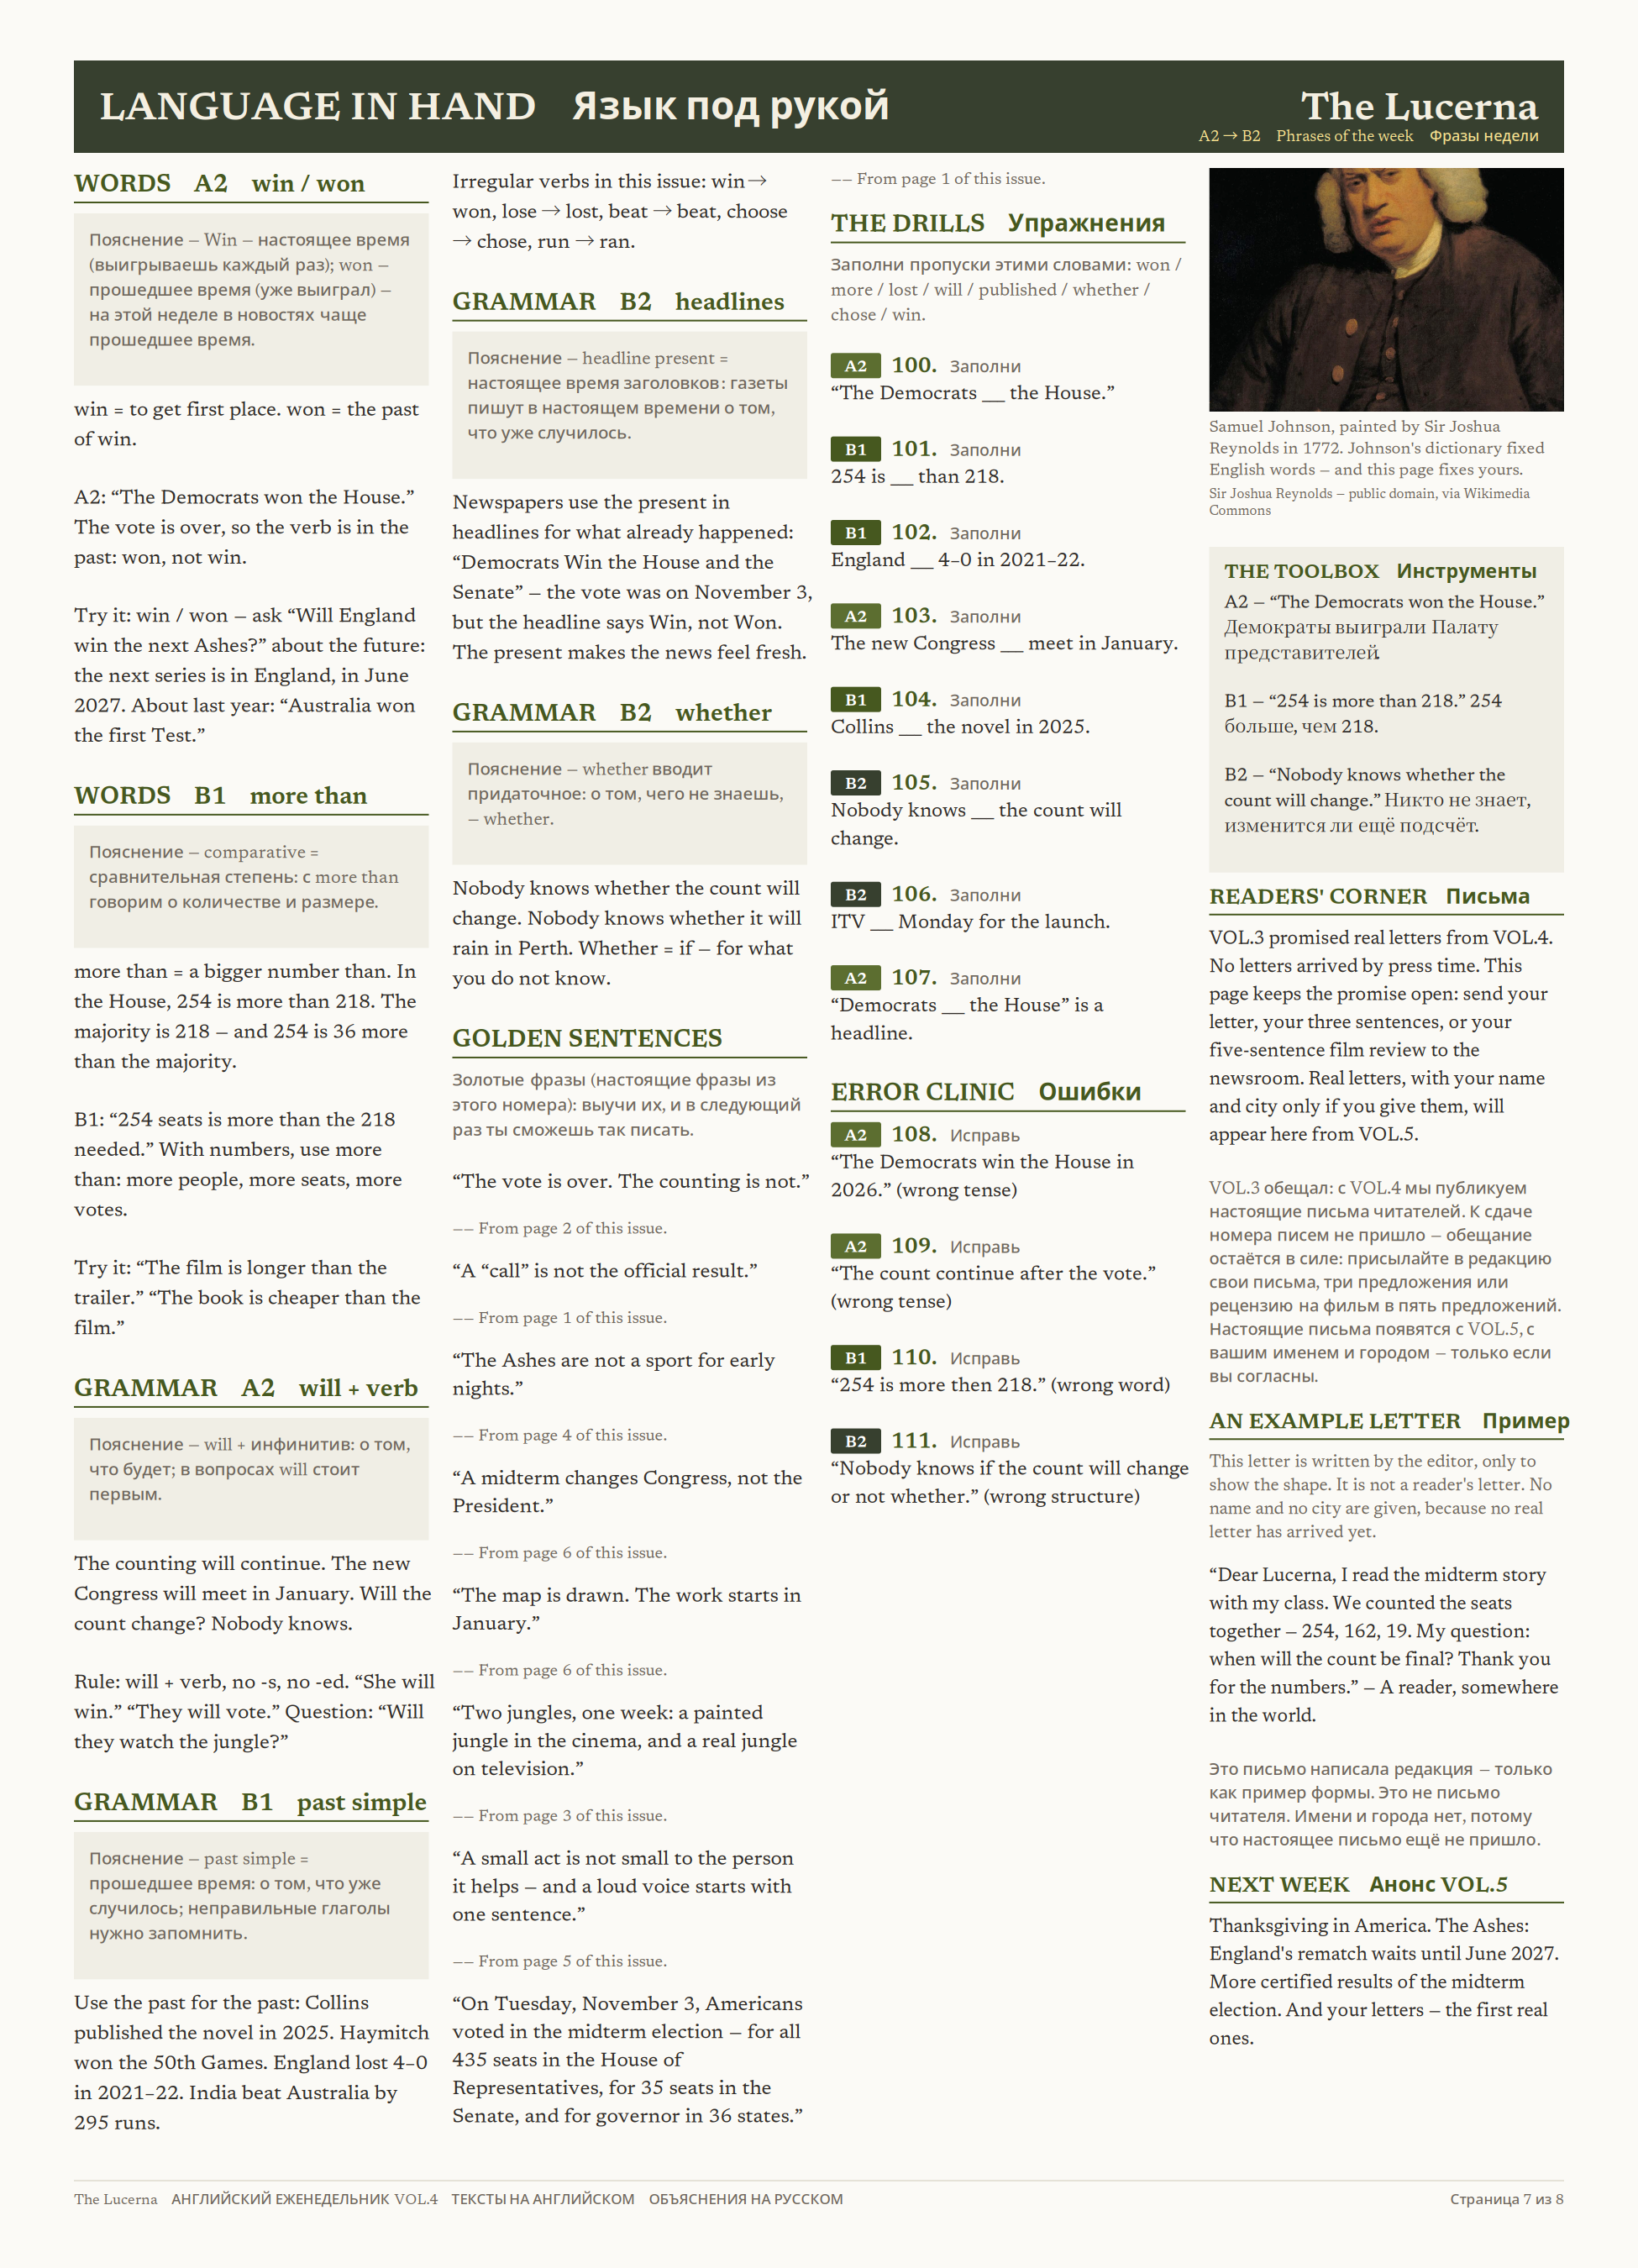 LANGUAGE IN HAND Язык под рукой
The Lucerna
A2 → B2 Phrases of the week Фразы недели
WORDS A2 win / won
Пояснение – Win – настоящее время
(выигрываешь каждый раз); won –
прошедшее время (уже выиграл) –
на этой неделе в новостях чаще
прошедшее время.
win = to get first place. won = the past
of win.
A2: “The Democrats won the House.”
The vote is over, so the verb is in the
past: won, not win.
Try it: win / won – ask “Will England
win the next Ashes?” about the future:
the next series is in England, in June
2027. About last year: “Australia won
the first Test.”
WORDS B1 more than
Пояснение – comparative =
сравнительная степень: с more than
говорим о количестве и размере.
more than = a bigger number than. In
the House, 254 is more than 218. The
majority is 218 – and 254 is 36 more
than the majority.
B1: “254 seats is more than the 218
needed.” With numbers, use more
than: more people, more seats, more
votes.
Try it: “The film is longer than the
trailer.” “The book is cheaper than the
film.”
GRAMMAR A2 will + verb
Пояснение – will + инфинитив: о том,
что будет; в вопросах will стоит
первым.
The counting will continue. The new
Congress will meet in January. Will the
count change? Nobody knows.
Rule: will + verb, no -s, no -ed. “She will
win.” “They will vote.” Question: “Will
they watch the jungle?”
GRAMMAR B1 past simple
Пояснение – past simple =
прошедшее время: о том, что уже
случилось; неправильные глаголы
нужно запомнить.
Use the past for the past: Collins
published the novel in 2025. Haymitch
won the 50th Games. England lost 4–0
in 2021–22. India beat Australia by
295 runs.
Irregular verbs in this issue: win →
won, lose → lost, beat → beat, choose
→ chose, run → ran.
GRAMMAR B2 headlines
Пояснение – headline present =
настоящее время заголовков: газеты
пишут в настоящем времени о том,
что уже случилось.
Newspapers use the present in
headlines for what already happened:
“Democrats Win the House and the
Senate” – the vote was on November 3,
but the headline says Win, not Won.
The present makes the news feel fresh.
GRAMMAR B2 whether
Пояснение – whether вводит
придаточное: о том, чего не знаешь,
– whether.
Nobody knows whether the count will
change. Nobody knows whether it will
rain in Perth. Whether = if – for what
you do not know.
GOLDEN SENTENCES
Золотые фразы (настоящие фразы из
этого номера): выучи их, и в следующий
раз ты сможешь так писать.
“The vote is over. The counting is not.”
—– From page 2 of this issue.
“A “call” is not the official result.”
—– From page 1 of this issue.
“The Ashes are not a sport for early
nights.”
—– From page 4 of this issue.
“A midterm changes Congress, not the
President.”
—– From page 6 of this issue.
“The map is drawn. The work starts in
January.”
—– From page 6 of this issue.
“Two jungles, one week: a painted
jungle in the cinema, and a real jungle
on television.”
—– From page 3 of this issue.
“A small act is not small to the person
it helps – and a loud voice starts with
one sentence.”
—– From page 5 of this issue.
“On Tuesday, November 3, Americans
voted in the midterm election – for all
435 seats in the House of
Representatives, for 35 seats in the
Senate, and for governor in 36 states.”
—– From page 1 of this issue.
THE DRILLS Упражнения
Заполни пропуски этими словами: won /
more / lost / will / published / whether /
chose / win.
A2 100. Заполни
“The Democrats __ the House.”
B1 101. Заполни
254 is __ than 218.
B1 102. Заполни
England __ 4–0 in 2021–22.
A2 103. Заполни
The new Congress __ meet in January.
B1 104. Заполни
Collins __ the novel in 2025.
B2 105. Заполни
Nobody knows __ the count will
change.
B2 106. Заполни
ITV __ Monday for the launch.
A2 107. Заполни
“Democrats __ the House” is a
headline.
ERROR CLINIC Ошибки
A2 108. Исправь
“The Democrats win the House in
2026.” (wrong tense)
A2 109. Исправь
“The count continue after the vote.”
(wrong tense)
B1 110. Исправь
“254 is more then 218.” (wrong word)
B2 111. Исправь
“Nobody knows if the count will change
or not whether.” (wrong structure)
Samuel Johnson, painted by Sir Joshua
Reynolds in 1772. Johnson's dictionary fixed
English words – and this page fixes yours.
Sir Joshua Reynolds – public domain, via Wikimedia
Commons
THE TOOLBOX Инструменты
A2 – “The Democrats won the House.”
Демократы выиграли Палату
представителей.
B1 – “254 is more than 218.” 254
больше, чем 218.
B2 – “Nobody knows whether the
count will change.” Никто не знает,
изменится ли ещё подсчёт.
READERS' CORNER Письма
VOL.3 promised real letters from VOL.4.
No letters arrived by press time. This
page keeps the promise open: send your
letter, your three sentences, or your
five-sentence film review to the
newsroom. Real letters, with your name
and city only if you give them, will
appear here from VOL.5.
VOL.3 обещал: с VOL.4 мы публикуем
настоящие письма читателей. К сдаче
номера писем не пришло – обещание
остаётся в силе: присылайте в редакцию
свои письма, три предложения или
рецензию на фильм в пять предложений.
Настоящие письма появятся с VOL.5, с
вашим именем и городом – только если
вы согласны.
AN EXAMPLE LETTER Пример
This letter is written by the editor, only to
show the shape. It is not a reader's letter. No
name and no city are given, because no real
letter has arrived yet.
“Dear Lucerna, I read the midterm story
with my class. We counted the seats
together – 254, 162, 19. My question:
when will the count be final? Thank you
for the numbers.” – A reader, somewhere
in the world.
Это письмо написала редакция – только
как пример формы. Это не письмо
читателя. Имени и города нет, потому
что настоящее письмо ещё не пришло.
NEXT WEEK Анонс VOL.5
Thanksgiving in America. The Ashes:
England's rematch waits until June 2027.
More certified results of the midterm
election. And your letters – the first real
ones.
The Lucerna АНГЛИЙСКИЙ ЕЖЕНЕДЕЛЬНИК VOL.4 ТЕКСТЫ НА АНГЛИЙСКОМ ОБЪЯСНЕНИЯ НА РУССКОМ
Страница 7 из 8